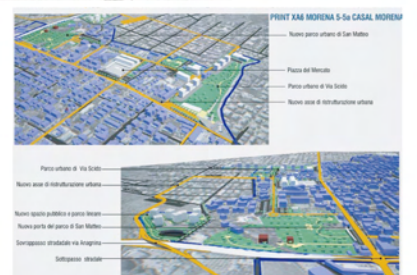 PRINT XA6 MORENA 5-5a CASAL MORENA
Nuovo parco urbano di San Matteo
Piazza del Mercato
Parco urbano di Via Scido
Nuovo asse di ristrutturazione urbana
Parco urbano di Via Scido
Nuovo asse di ristrutturazione urbana
Nuovo spazio pubblico e parco lineare
Nuova porta del parco di San Matteo
Sovrappasso stradale via Anagnina
Sottopasso stradale